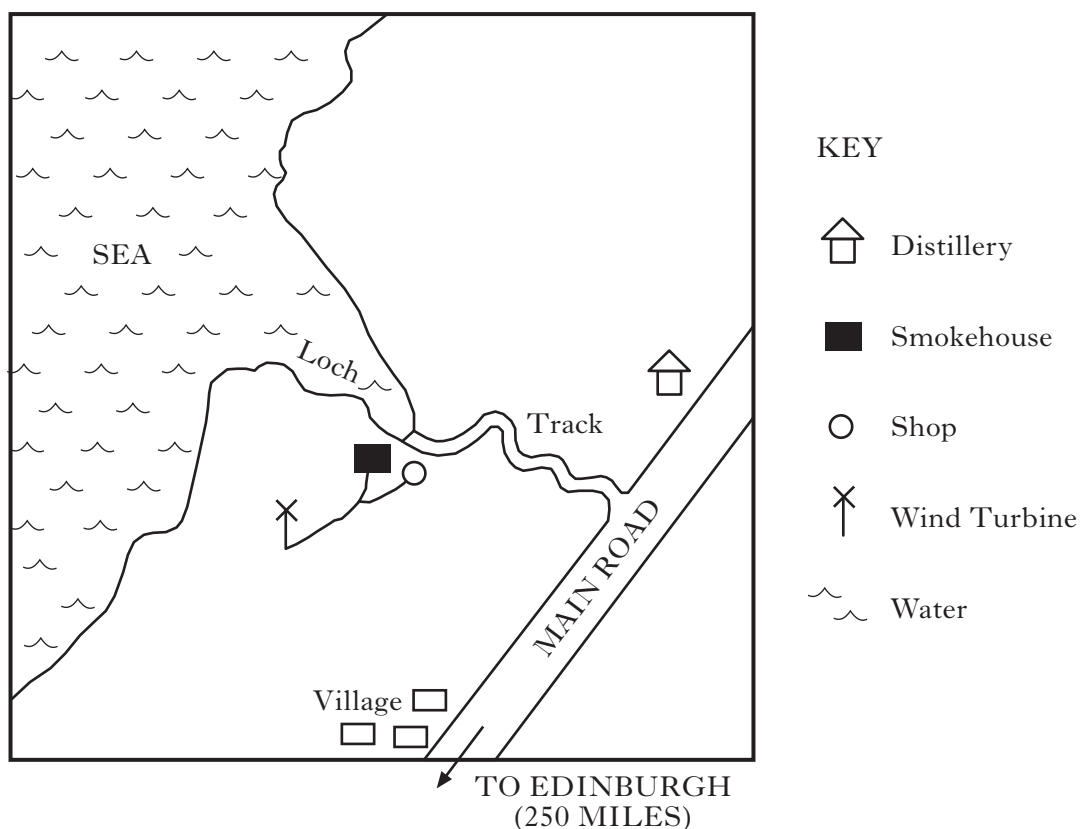 SEA
Loch
Track
MAIN ROAD
Village
TO EDINBURGH
(250 MILES)
KEY
Distillery
Smokehouse
Shop
Wind Turbine
Water